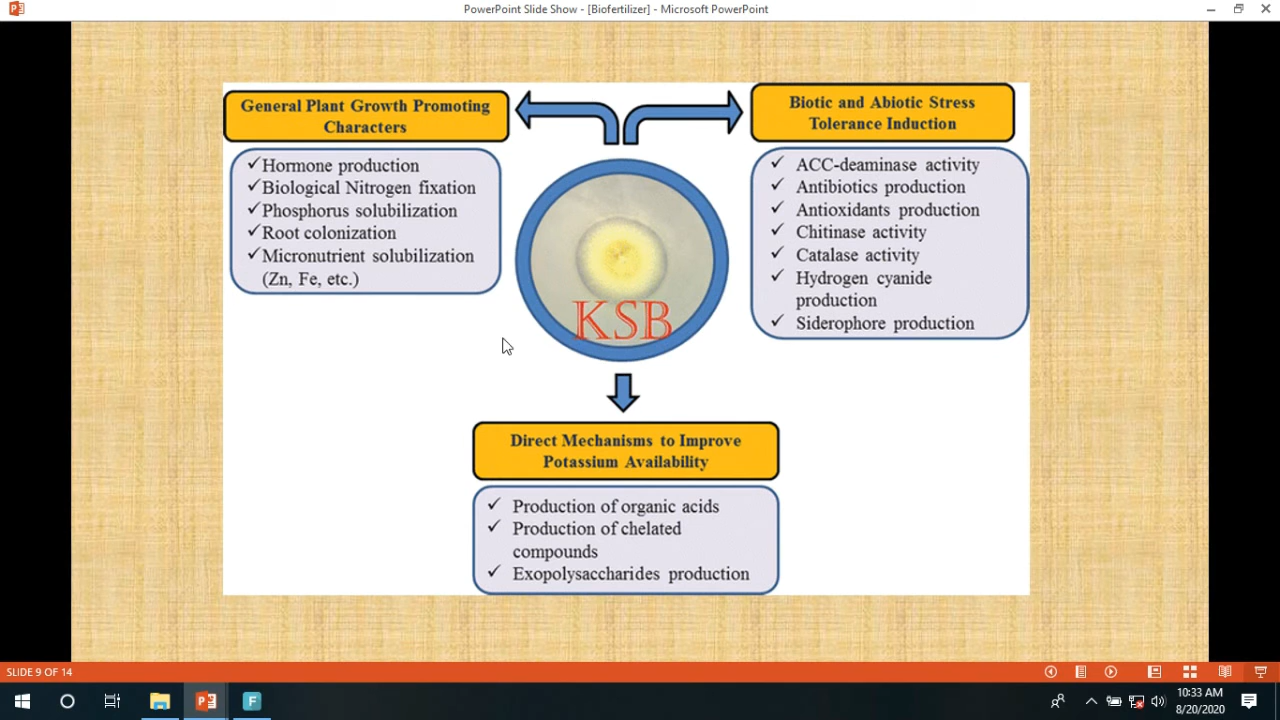 PowerPoint Slide Show - [Biofertilizer] - Microsoft PowerPoint
General Plant Growth Promoting
Characters
✓Hormone production
✓Biological Nitrogen fixation
✓Phosphorus solubilization
✓Root colonization
✓Micronutrient solubilization
(Zn, Fe, etc.)
KSB
Biotic and Abiotic Stress
Tolerance Induction
✓ ACC-deaminase activity
✓ Antibiotics production
✓ Antioxidants production
✓ Chitinase activity
✓ Catalase activity
✓ Hydrogen cyanide
production
✓ Siderophore production
Direct Mechanisms to Improve
Potassium Availability
✓ Production of organic acids
✓ Production of chelated
compounds
✓ Exopolysaccharides production
SLIDE 9 OF 14
10:33 AM
8/20/2020